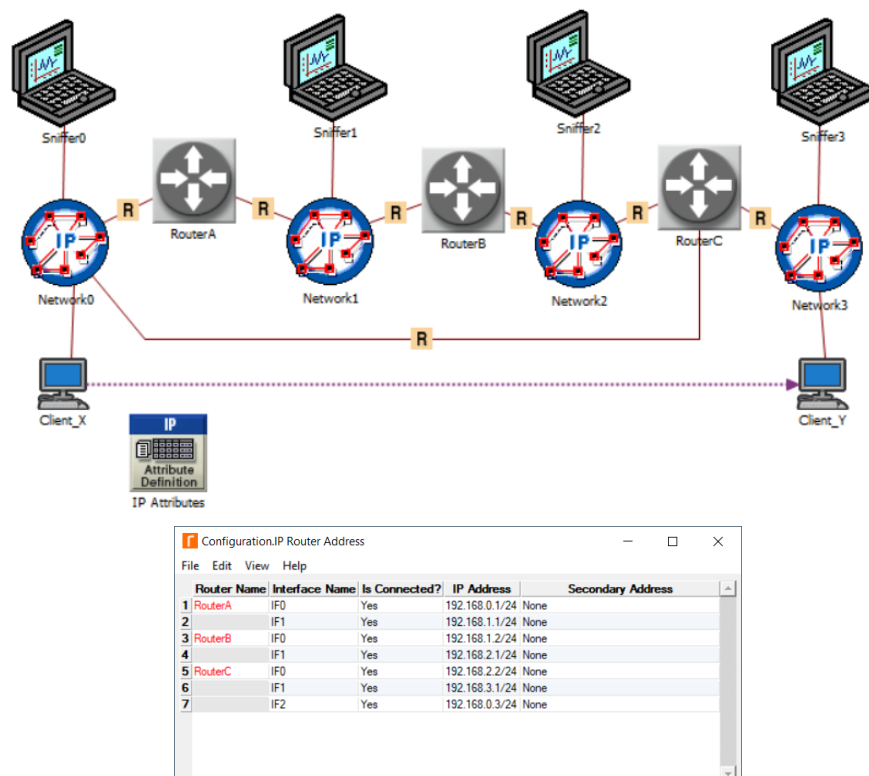 Sniffer0
Sniffer1
Sniffer2
Sniffer3
R
R
R
R
R
R
RouterA
RouterB
RouterC
IP
IP
IP
IP
Network0
Network1
Network2
Network3
R
Client_X
Client_Y
IP
Attribute
Definition
IP Attributes
Configuration.IP Router Address
File Edit View Help
Router Name Interface Name Is Connected? IP Address Secondary Address
1 RouterA IF0 Yes 192.168.0.1/24 None
2 IF1 Yes 192.168.1.1/24 None
3 RouterB IF0 Yes 192.168.1.2/24 None
4 IF1 Yes 192.168.2.1/24 None
5 RouterC IF0 Yes 192.168.2.2/24 None
6 IF1 Yes 192.168.3.1/24 None
7 IF2 Yes 192.168.0.3/24 None